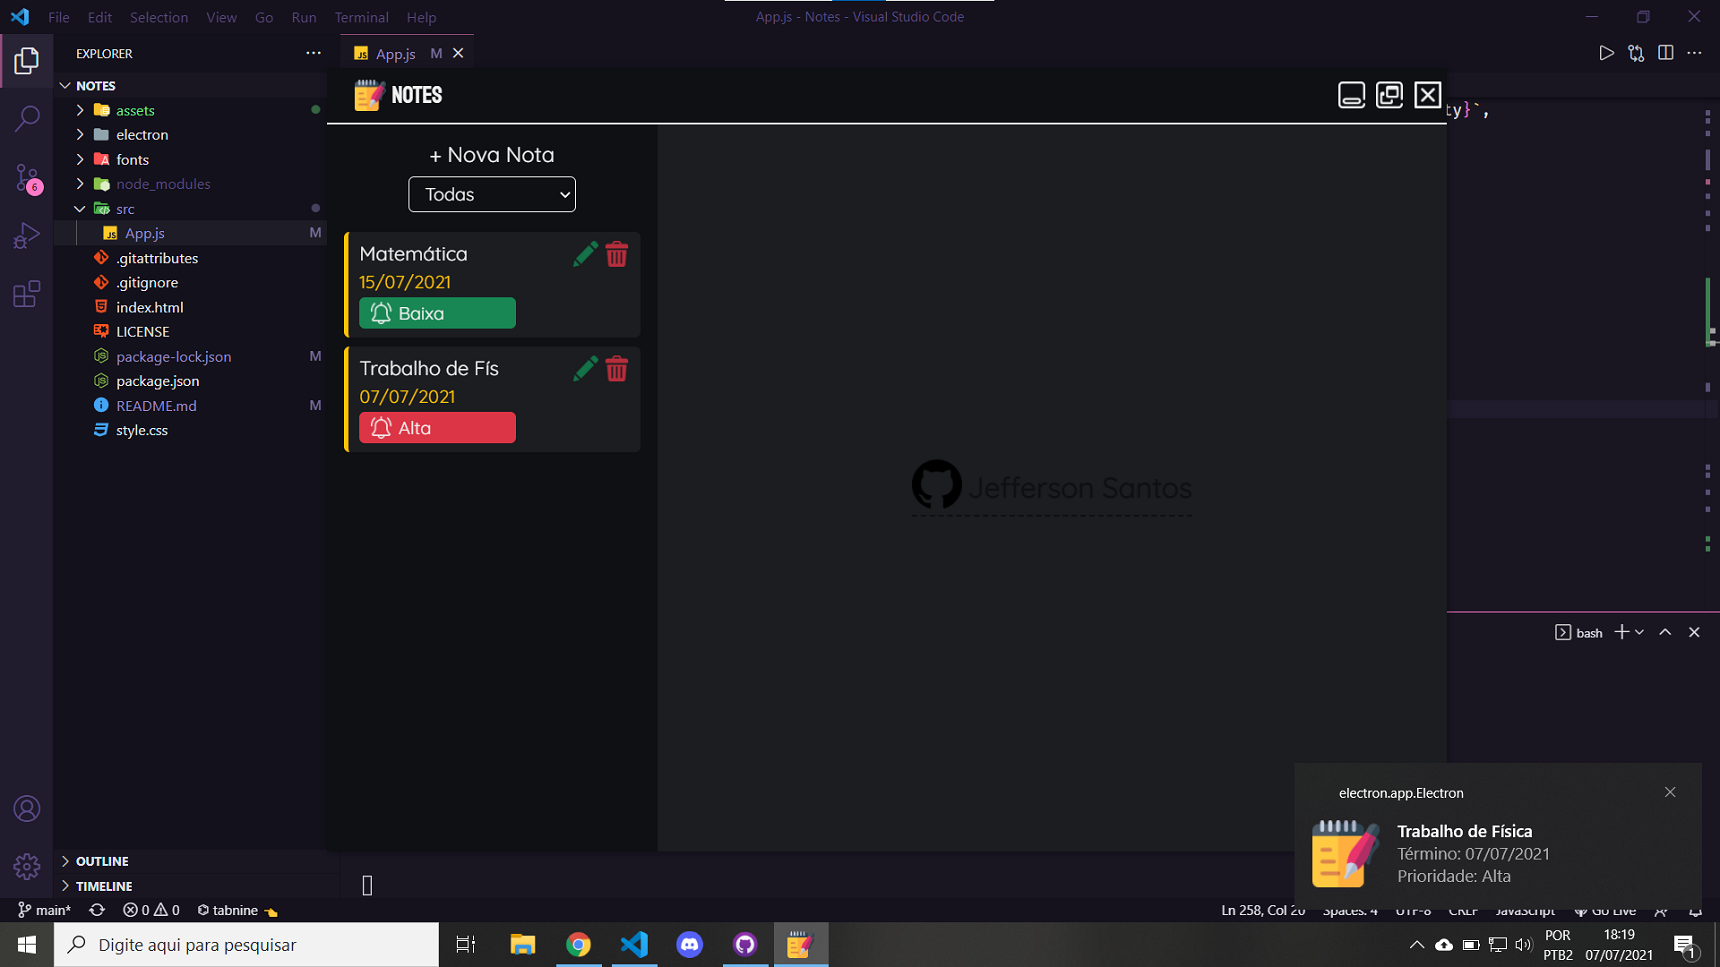 File Edit Selection View Go Run Terminal Help
App.js - Notes - Visual Studio Code
EXPLORER
App.js M
NOTES
assets
electron
fonts
node_modules
src
App.js M
.gitattributes
.gitignore
index.html
LICENSE
package-lock.json M
package.json
README.md M
style.css
6
OUTLINE
TIMELINE
NOTES
ty}`,
+ Nova Nota
Todas
Matemática
15/07/2021
Baixa
Trabalho de Fís
07/07/2021
Alta
Jefferson Santos
bash
electron.app.Electron
Trabalho de Física
Término: 07/07/2021
Prioridade: Alta
main* 0 0 tabnine
Ln 258, Col 20 Spaces: 4 UTF-8 CRLF JavaScript Go Live
Digite aqui para pesquisar
POR
PTB2
18:19
07/07/2021
1